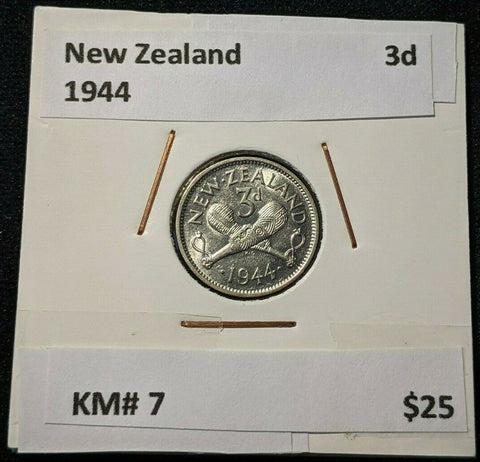 New Zealand 3d
1944
NEW·ZEALAND
3d
·1944·
KM# 7 $25